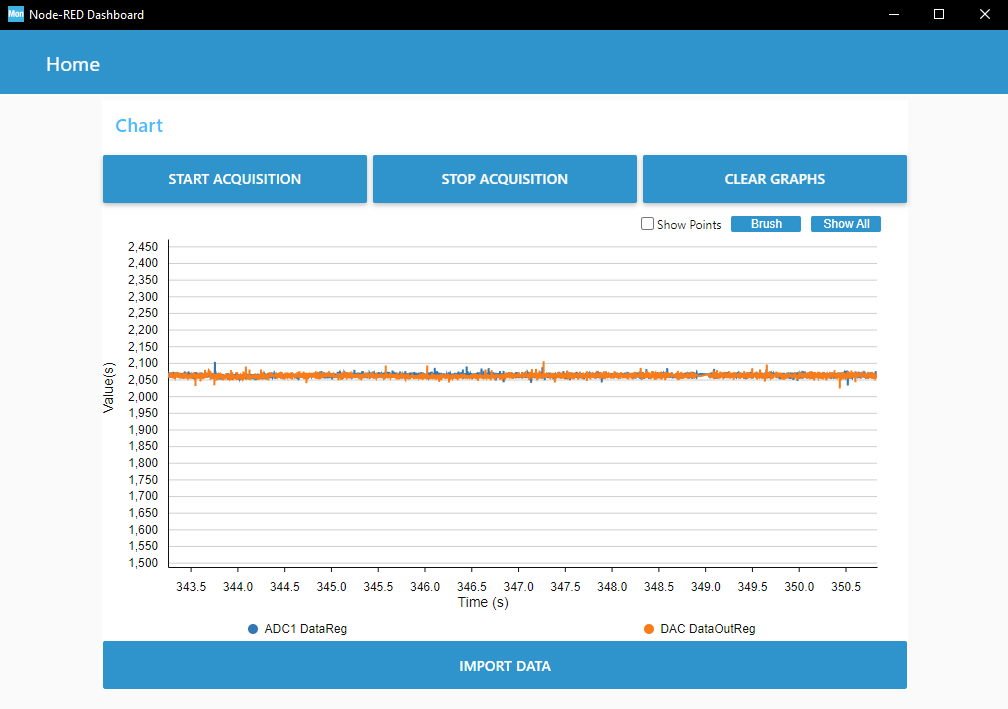 Mon Node-RED Dashboard
Home
Chart
START ACQUISITION STOP ACQUISITION CLEAR GRAPHS
Show Points Brush Show All
2,450
2,400
2,350
2,300
2,250
2,200
2,150
2,100
2,050
2,000
1,950
1,900
1,850
1,800
1,750
1,700
1,650
1,600
1,550
1,500
Value(s)
343.5 344.0 344.5 345.0 345.5 346.0 346.5 347.0 347.5 348.0 348.5 349.0 349.5 350.0 350.5
Time (s)
ADC1 DataReg DAC DataOutReg
IMPORT DATA